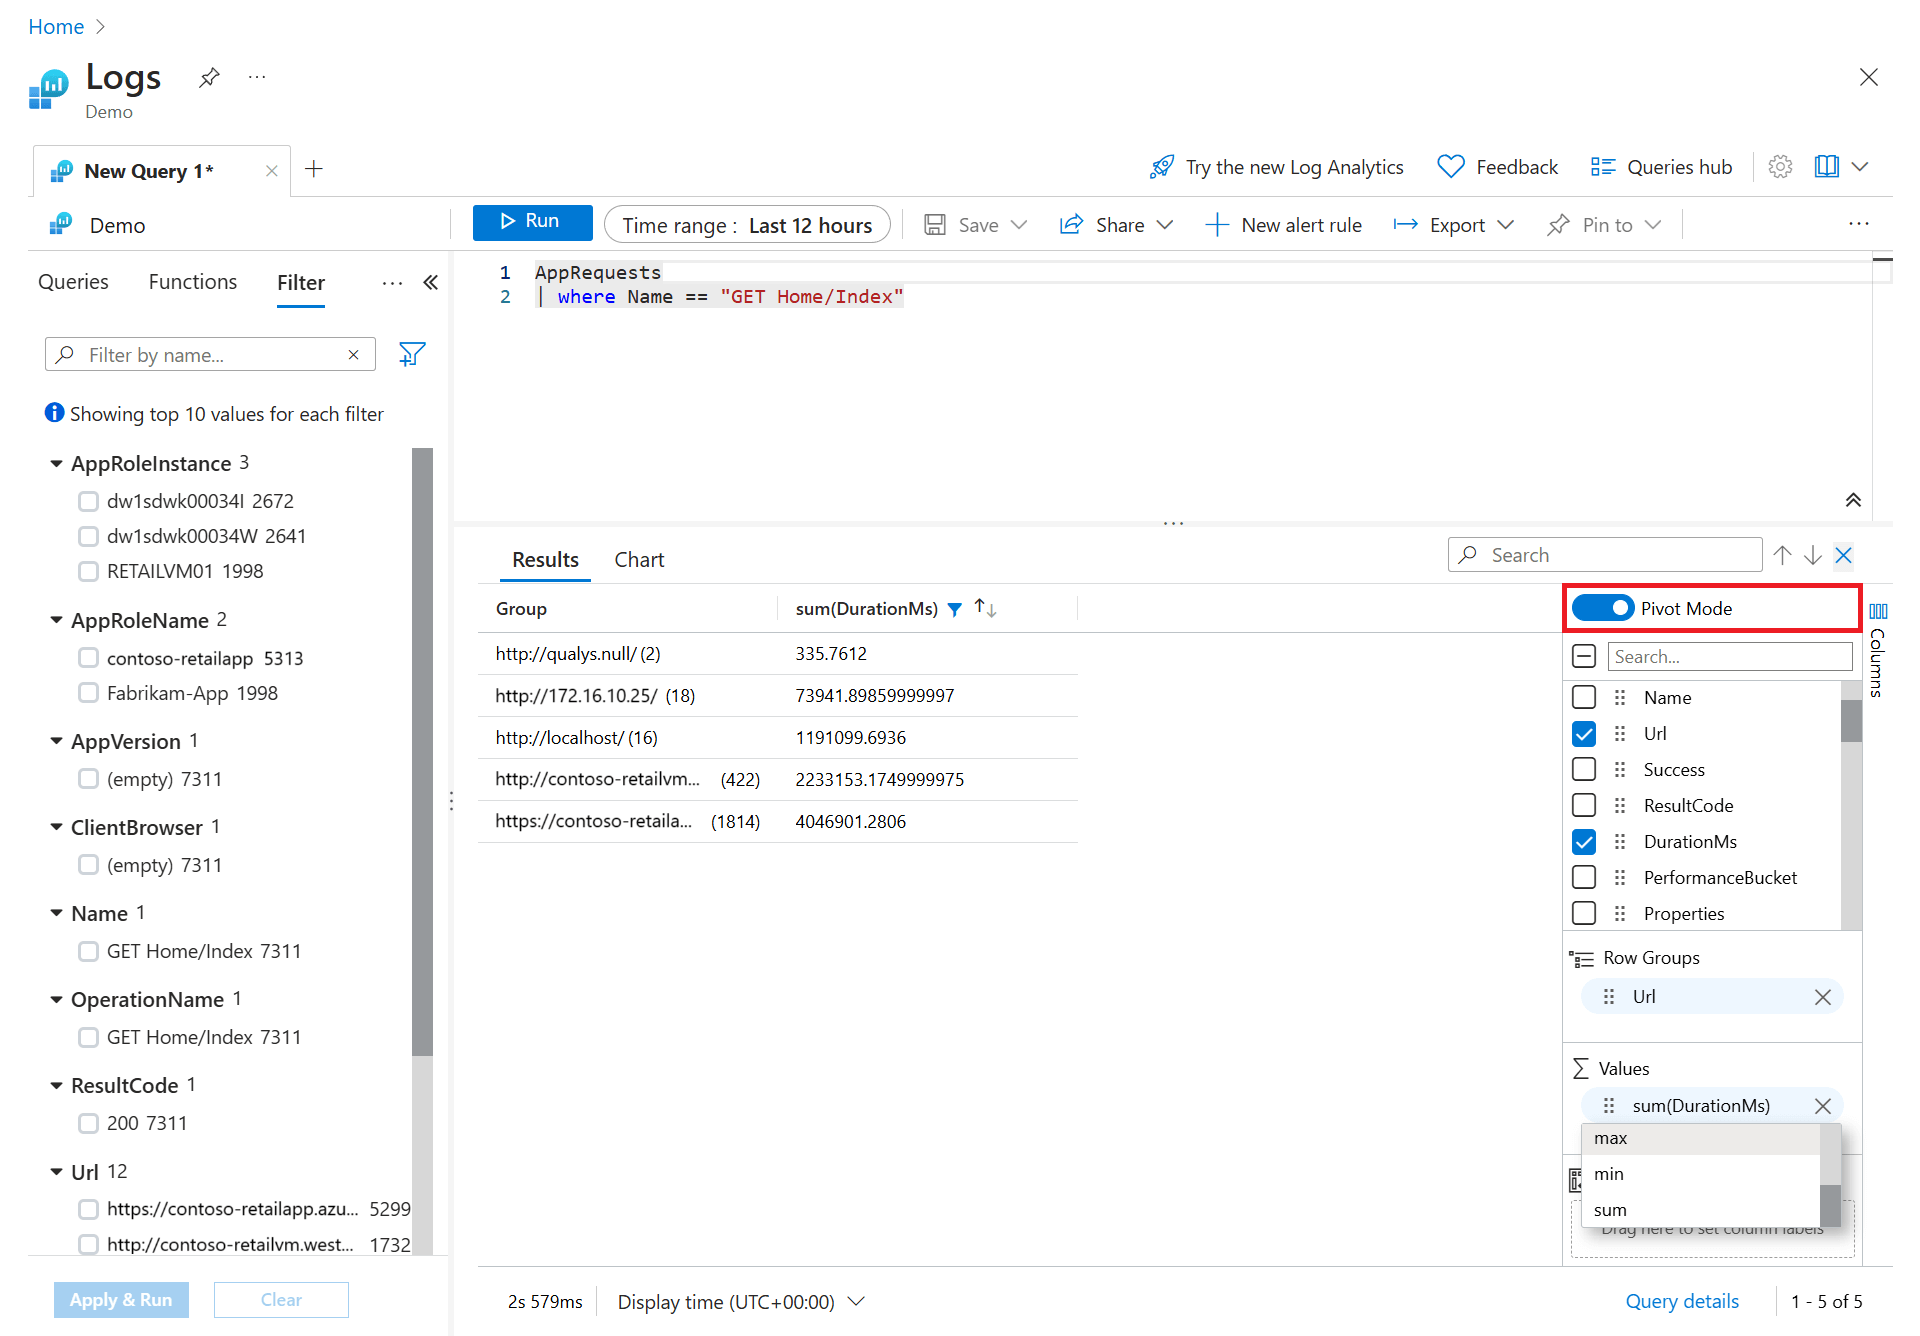 Home
Logs
Demo
New Query 1*
Try the new Log Analytics
Feedback
Queries hub
Demo
Run
Time range : Last 12 hours
Save
Share
New alert rule
Export
Pin to
Queries
Functions
Filter
1 AppRequests
2 | where Name == "GET Home/Index"
Filter by name...
Showing top 10 values for each filter
AppRoleInstance 3
dw1sdwk00034I 2672
dw1sdwk00034W 2641
RETAILVM01 1998
AppRoleName 2
contoso-retailapp 5313
Fabrikam-App 1998
AppVersion 1
(empty) 7311
ClientBrowser 1
(empty) 7311
Name 1
GET Home/Index 7311
OperationName 1
GET Home/Index 7311
ResultCode 1
200 7311
Url 12
https://contoso-retailapp.azu... 5299
http://contoso-retailvm.west... 1732
Apply & Run
Clear
Results
Chart
Search
Group sum(DurationMs)
http://qualys.null/ (2) 335.7612
http://172.16.10.25/ (18) 73941.89859999997
http://localhost/ (16) 1191099.6936
http://contoso-retailvm... (422) 2233153.1749999975
https://contoso-retaila... (1814) 4046901.2806
Pivot Mode
Columns
Search...
Name
Url
Success
ResultCode
DurationMs
PerformanceBucket
Properties
Row Groups
Url
Values
sum(DurationMs)
max
min
sum
Drag here to set column labels
2s 579ms
Display time (UTC+00:00)
Query details
1 - 5 of 5